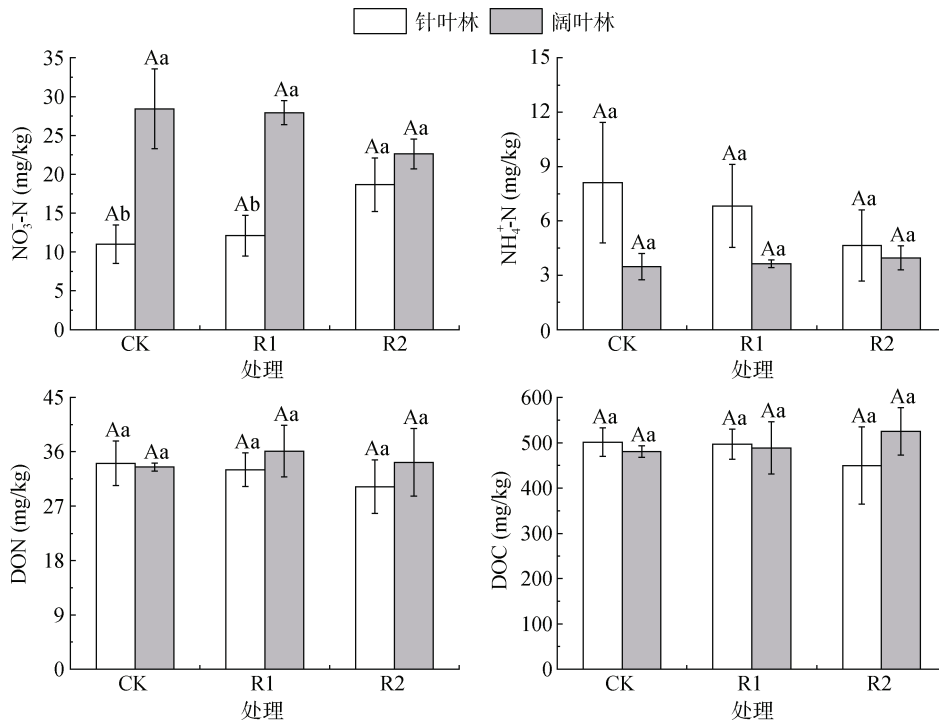 针叶林 阔叶林
35
30
25
20
15
10
5
0
NO₃⁻-N (mg/kg)
Ab Aa
Ab Aa
Aa Aa
CK R1 R2
处理
15
12
9
6
3
0
NH₄⁺-N (mg/kg)
Aa Aa
Aa Aa
Aa Aa
CK R1 R2
处理
45
36
27
18
9
0
DON (mg/kg)
Aa Aa
Aa Aa
Aa Aa
CK R1 R2
处理
600
500
400
300
200
100
0
DOC (mg/kg)
Aa Aa
Aa Aa
Aa Aa
CK R1 R2
处理